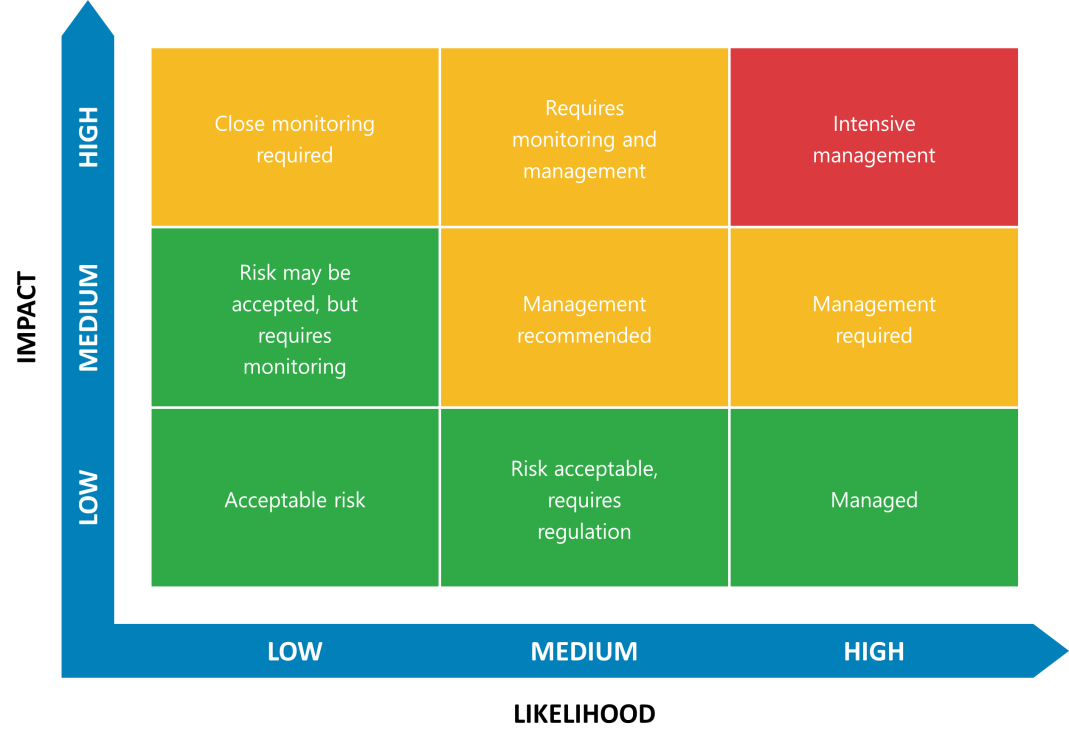 IMPACT
HIGH
Close monitoring
required
Requires
monitoring and
management
Intensive
management
MEDIUM
Risk may be
accepted, but
requires
monitoring
Management
recommended
Management
required
LOW
Acceptable risk
Risk acceptable,
requires
regulation
Managed
LOW
MEDIUM
HIGH
LIKELIHOOD